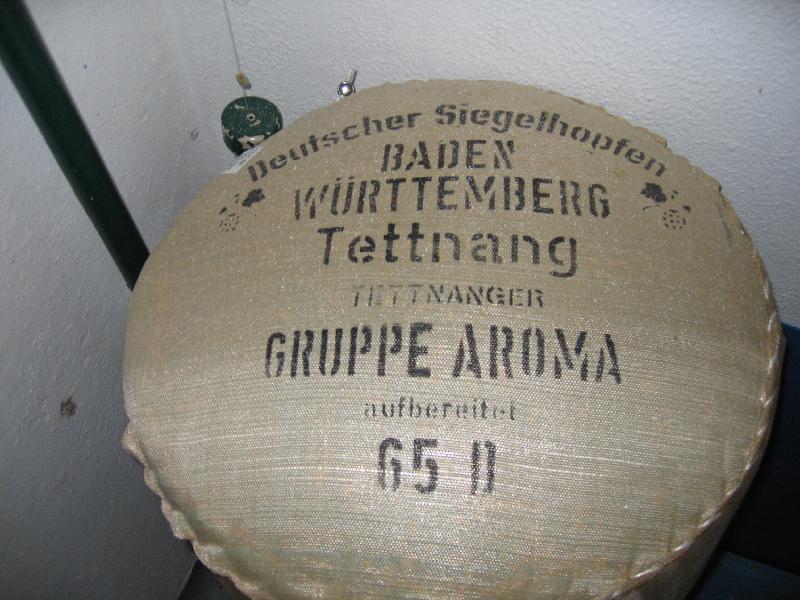 Deutscher Siegelhopfen
BADEN
WÜRTTEMBERG
Tettnang
TETTNANGER
GRUPPE AROMA
aufbereitet
65 D